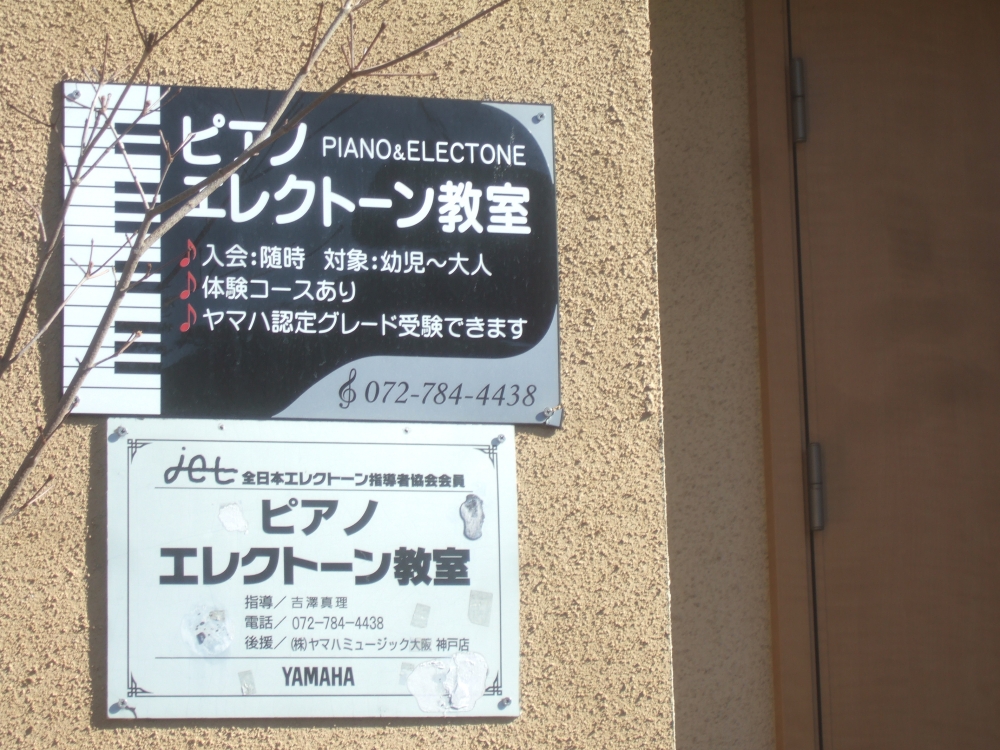 ピアノ PIANO&ELECTONE
エレクトーン教室
入会:随時 対象:幼児〜大人
体験コースあり
ヤマハ認定グレード受験できます
072-784-4438
jet 全日本エレクトーン指導者協会会員
ピアノ
エレクトーン教室
指導/吉澤真理
電話/072-784-4438
後援/(株)ヤマハミュージック大阪 神戸店
YAMAHA